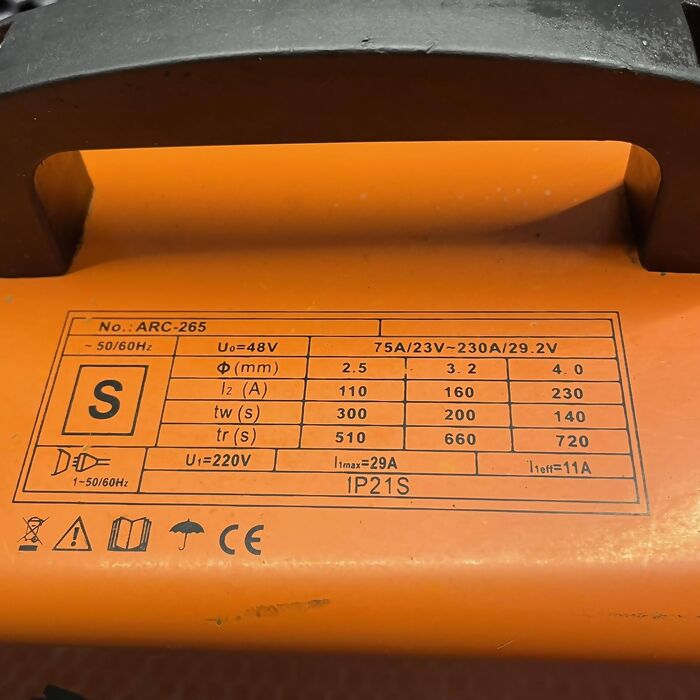 No.: ARC-265
~ 50/60Hz U₀=48V 75A/23V~230A/29.2V
S
Φ (mm) 2.5 3.2 4.0
I₂ (A) 110 160 230
tw (s) 300 200 140
tr (s) 510 660 720
1~50/60Hz U₁=220V I₁max=29A I₁eff=11A
IP21S
CE